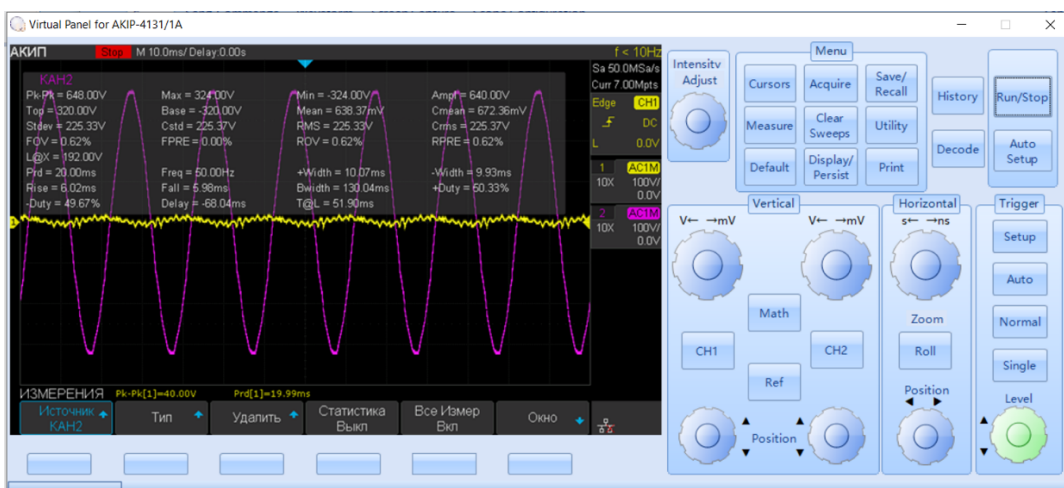 Virtual Panel for AKIP-4131/1A
АКИП Stop M 10.0ms/ Delay:0.00s f < 10Hz
Sa 50.0MSa/s
Curr 7.00Mpts
Edge CH1
DC
L 0.0V
1 AC1M
10X 100V/
0.0V
2 AC1M
10X 100V/
0.0V
КАН2
Pk-Pk = 648.00V Max = 324.00V Min = -324.00V Ampl = 640.00V
Top = 320.00V Base = -320.00V Mean = 638.37mV Cmean = 672.36mV
Stdev = 225.33V Cstd = 225.37V RMS = 225.33V Crms = 225.37V
FOV = 0.62% FPRE = 0.00% ROV = 0.62% RPRE = 0.62%
L@X = 192.00V
Prd = 20.00ms Freq = 50.00Hz +Width = 10.07ms -Width = 9.93ms
Rise = 6.02ms Fall = 5.98ms Bwidth = 130.04ms +Duty = 50.33%
-Duty = 49.67% Delay = -68.04ms T@L = 51.90ms
ИЗМЕРЕНИЯ Pk-Pk[1]=40.00V Prd[1]=19.99ms
Источник КАН2
Тип
Удалить
Статистика Выкл
Все Измер Вкл
Окно
Intensity Adjust
Menu
Cursors Acquire Save/ Recall
Measure Clear Sweeps Utility
Default Display/ Persist Print
History
Decode
Run/Stop
Auto Setup
Vertical
V← →mV V← →mV
Math
CH1 CH2
Ref
Position
Horizontal
s← →ns
Zoom
Roll
Position
Trigger
Setup
Auto
Normal
Single
Level